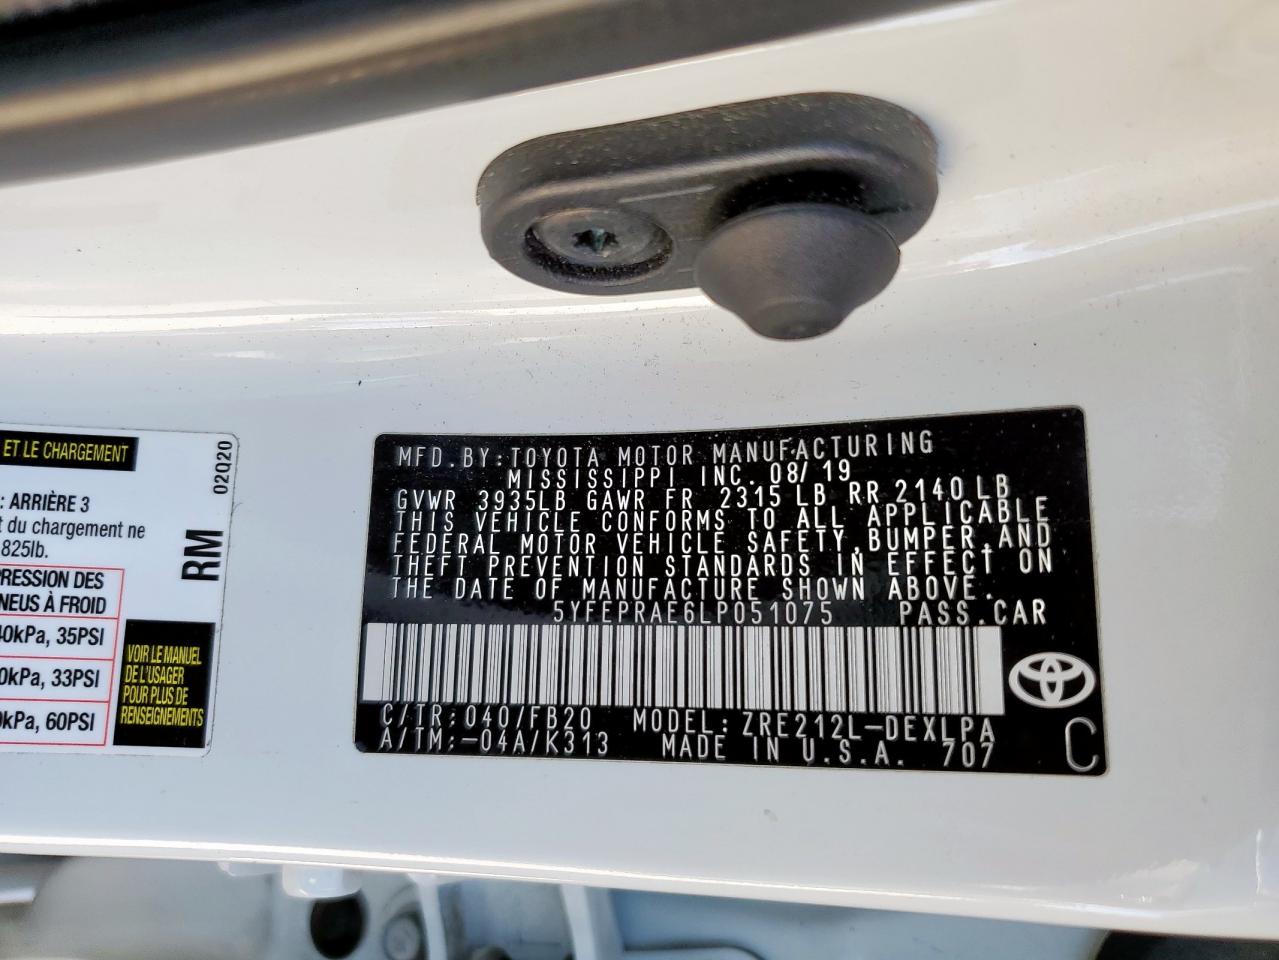 ET LE CHARGEMENT
02Q20
: ARRIÈRE 3
t du chargement ne
825lb.
RM
PRESSION DES
NEUS À FROID
40kPa, 35PSI
0kPa, 33PSI
0kPa, 60PSI
VOIR LE MANUEL
DE L'USAGER
POUR PLUS DE
RENSEIGNEMENTS
MFD.BY:TOYOTA MOTOR MANUFACTURING
MISSISSIPPI INC. 08/19
GVWR 3935LB GAWR FR 2315 LB RR 2140 LB
THIS VEHICLE CONFORMS TO ALL APPLICABLE
FEDERAL MOTOR VEHICLE SAFETY,BUMPER,AND
THEFT PREVENTION STANDARDS IN EFFECT ON
THE DATE OF MANUFACTURE SHOWN ABOVE.
5YFEPRAE6LP051075 PASS.CAR
C/TR:040/FB20 MODEL:ZRE212L-DEXLPA
A/TM:-04A/K313 MADE IN U.S.A. 707
C